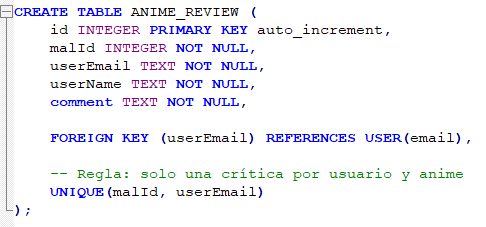 CREATE TABLE ANIME_REVIEW (
    id INTEGER PRIMARY KEY auto_increment,
    malId INTEGER NOT NULL,
    userEmail TEXT NOT NULL,
    userName TEXT NOT NULL,
    comment TEXT NOT NULL,

    FOREIGN KEY (userEmail) REFERENCES USER(email),

    -- Regla: solo una crítica por usuario y anime
    UNIQUE(malId, userEmail)
);